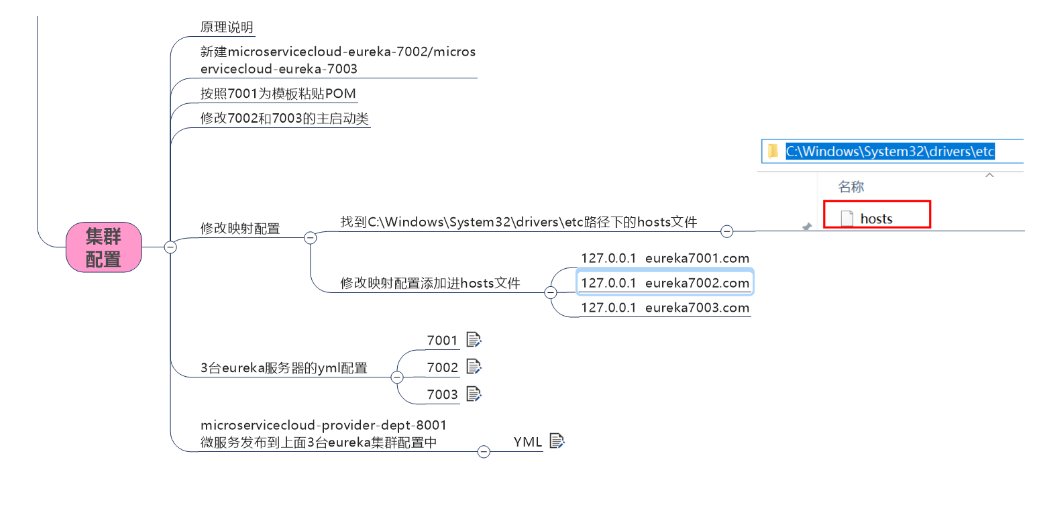 原理说明
新建microservicecloud-eureka-7002/micros
ervicecloud-eureka-7003
按照7001为模板粘贴POM
修改7002和7003的主启动类
C:\Windows\System32\drivers\etc
名称
hosts
集群
配置
修改映射配置
找到C:\Windows\System32\drivers\etc路径下的hosts文件
修改映射配置添加进hosts文件
127.0.0.1 eureka7001.com
127.0.0.1 eureka7002.com
127.0.0.1 eureka7003.com
3台eureka服务器的yml配置
7001
7002
7003
microservicecloud-provider-dept-8001
微服务发布到上面3台eureka集群配置中
YML